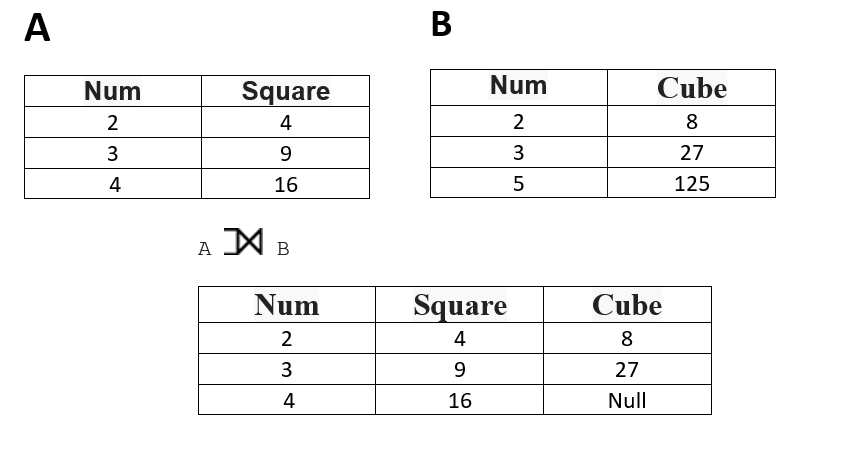 A
B
Num Square
2 4
3 9
4 16
Num Cube
2 8
3 27
5 125
A ⟕ B
Num Square Cube
2 4 8
3 9 27
4 16 Null